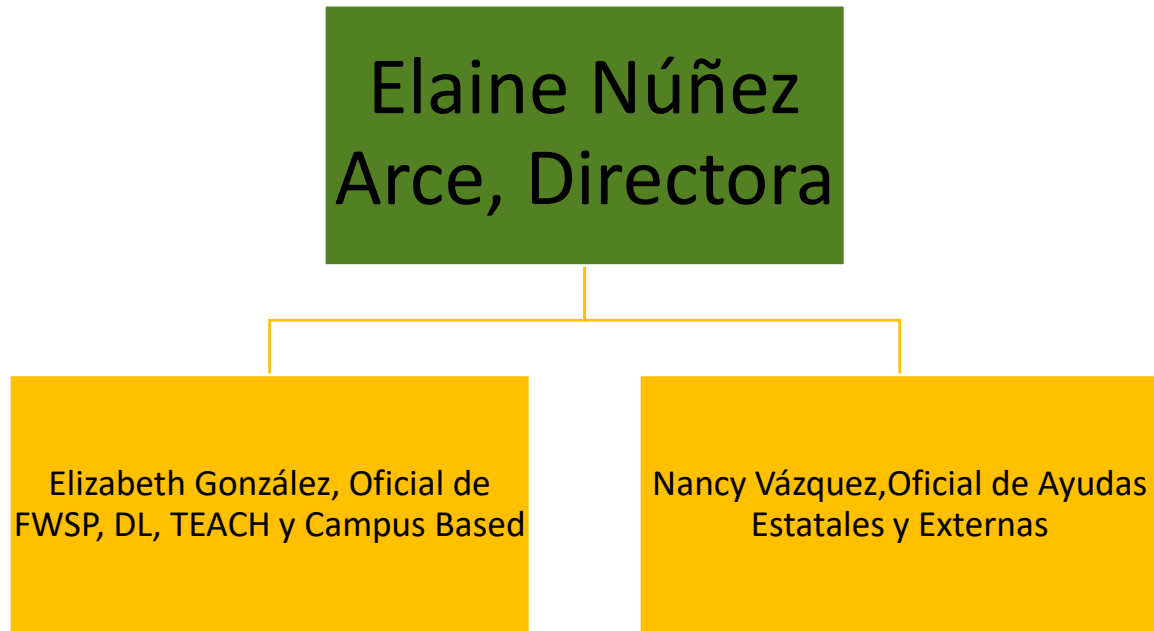 Elaine Núñez
Arce, Directora
Elizabeth González, Oficial de
FWSP, DL, TEACH y Campus Based
Nancy Vázquez,Oficial de Ayudas
Estatales y Externas